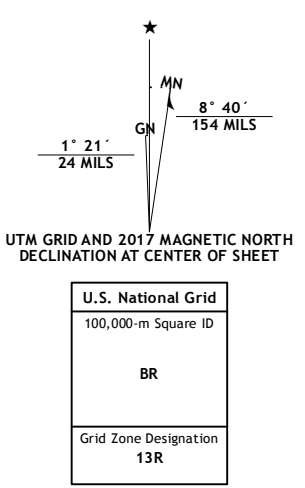 ★
MN
8° 40´
154 MILS
GN
1° 21´
24 MILS
UTM GRID AND 2017 MAGNETIC NORTH
DECLINATION AT CENTER OF SHEET
U.S. National Grid
100,000-m Square ID
BR
Grid Zone Designation
13R